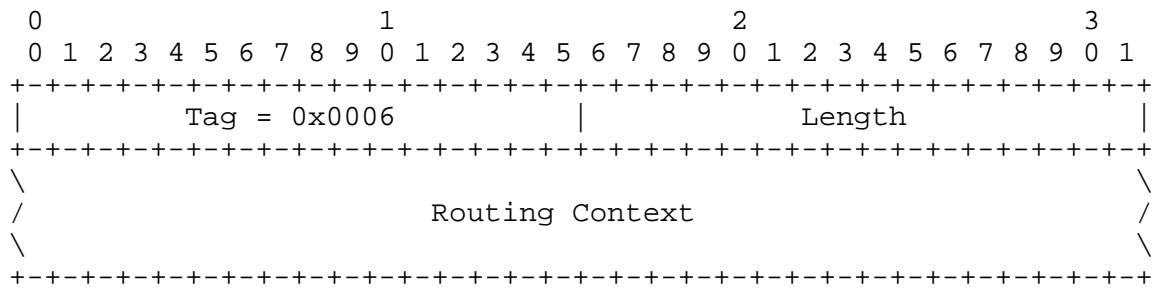 0                   1                   2                   3
 0 1 2 3 4 5 6 7 8 9 0 1 2 3 4 5 6 7 8 9 0 1 2 3 4 5 6 7 8 9 0 1
+-+-+-+-+-+-+-+-+-+-+-+-+-+-+-+-+-+-+-+-+-+-+-+-+-+-+-+-+-+-+-+-+
|         Tag = 0x0006          |            Length             |
+-+-+-+-+-+-+-+-+-+-+-+-+-+-+-+-+-+-+-+-+-+-+-+-+-+-+-+-+-+-+-+-+
\                                                               \
/                       Routing Context                         /
\                                                               \
+-+-+-+-+-+-+-+-+-+-+-+-+-+-+-+-+-+-+-+-+-+-+-+-+-+-+-+-+-+-+-+-+